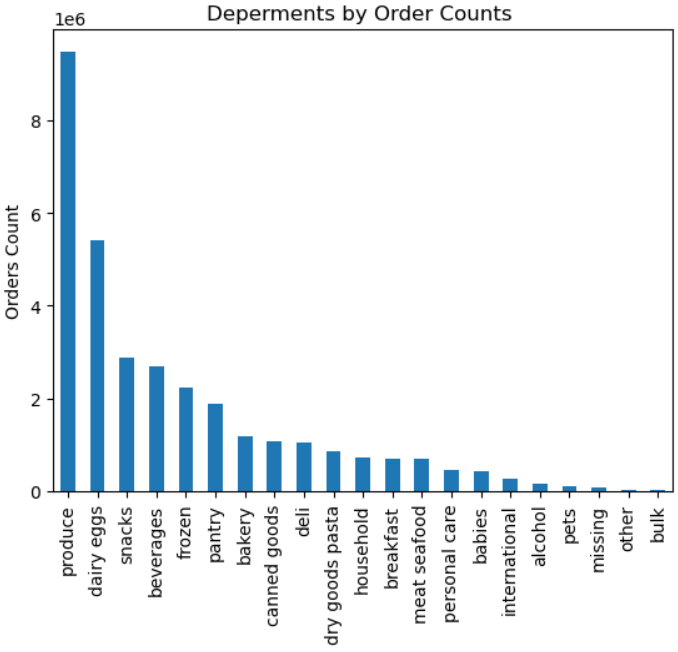 Deperments by Order Counts
1e6
8
6
4
2
0
Orders Count
produce
dairy eggs
snacks
beverages
frozen
pantry
bakery
canned goods
deli
dry goods pasta
household
breakfast
meat seafood
personal care
babies
international
alcohol
pets
missing
other
bulk